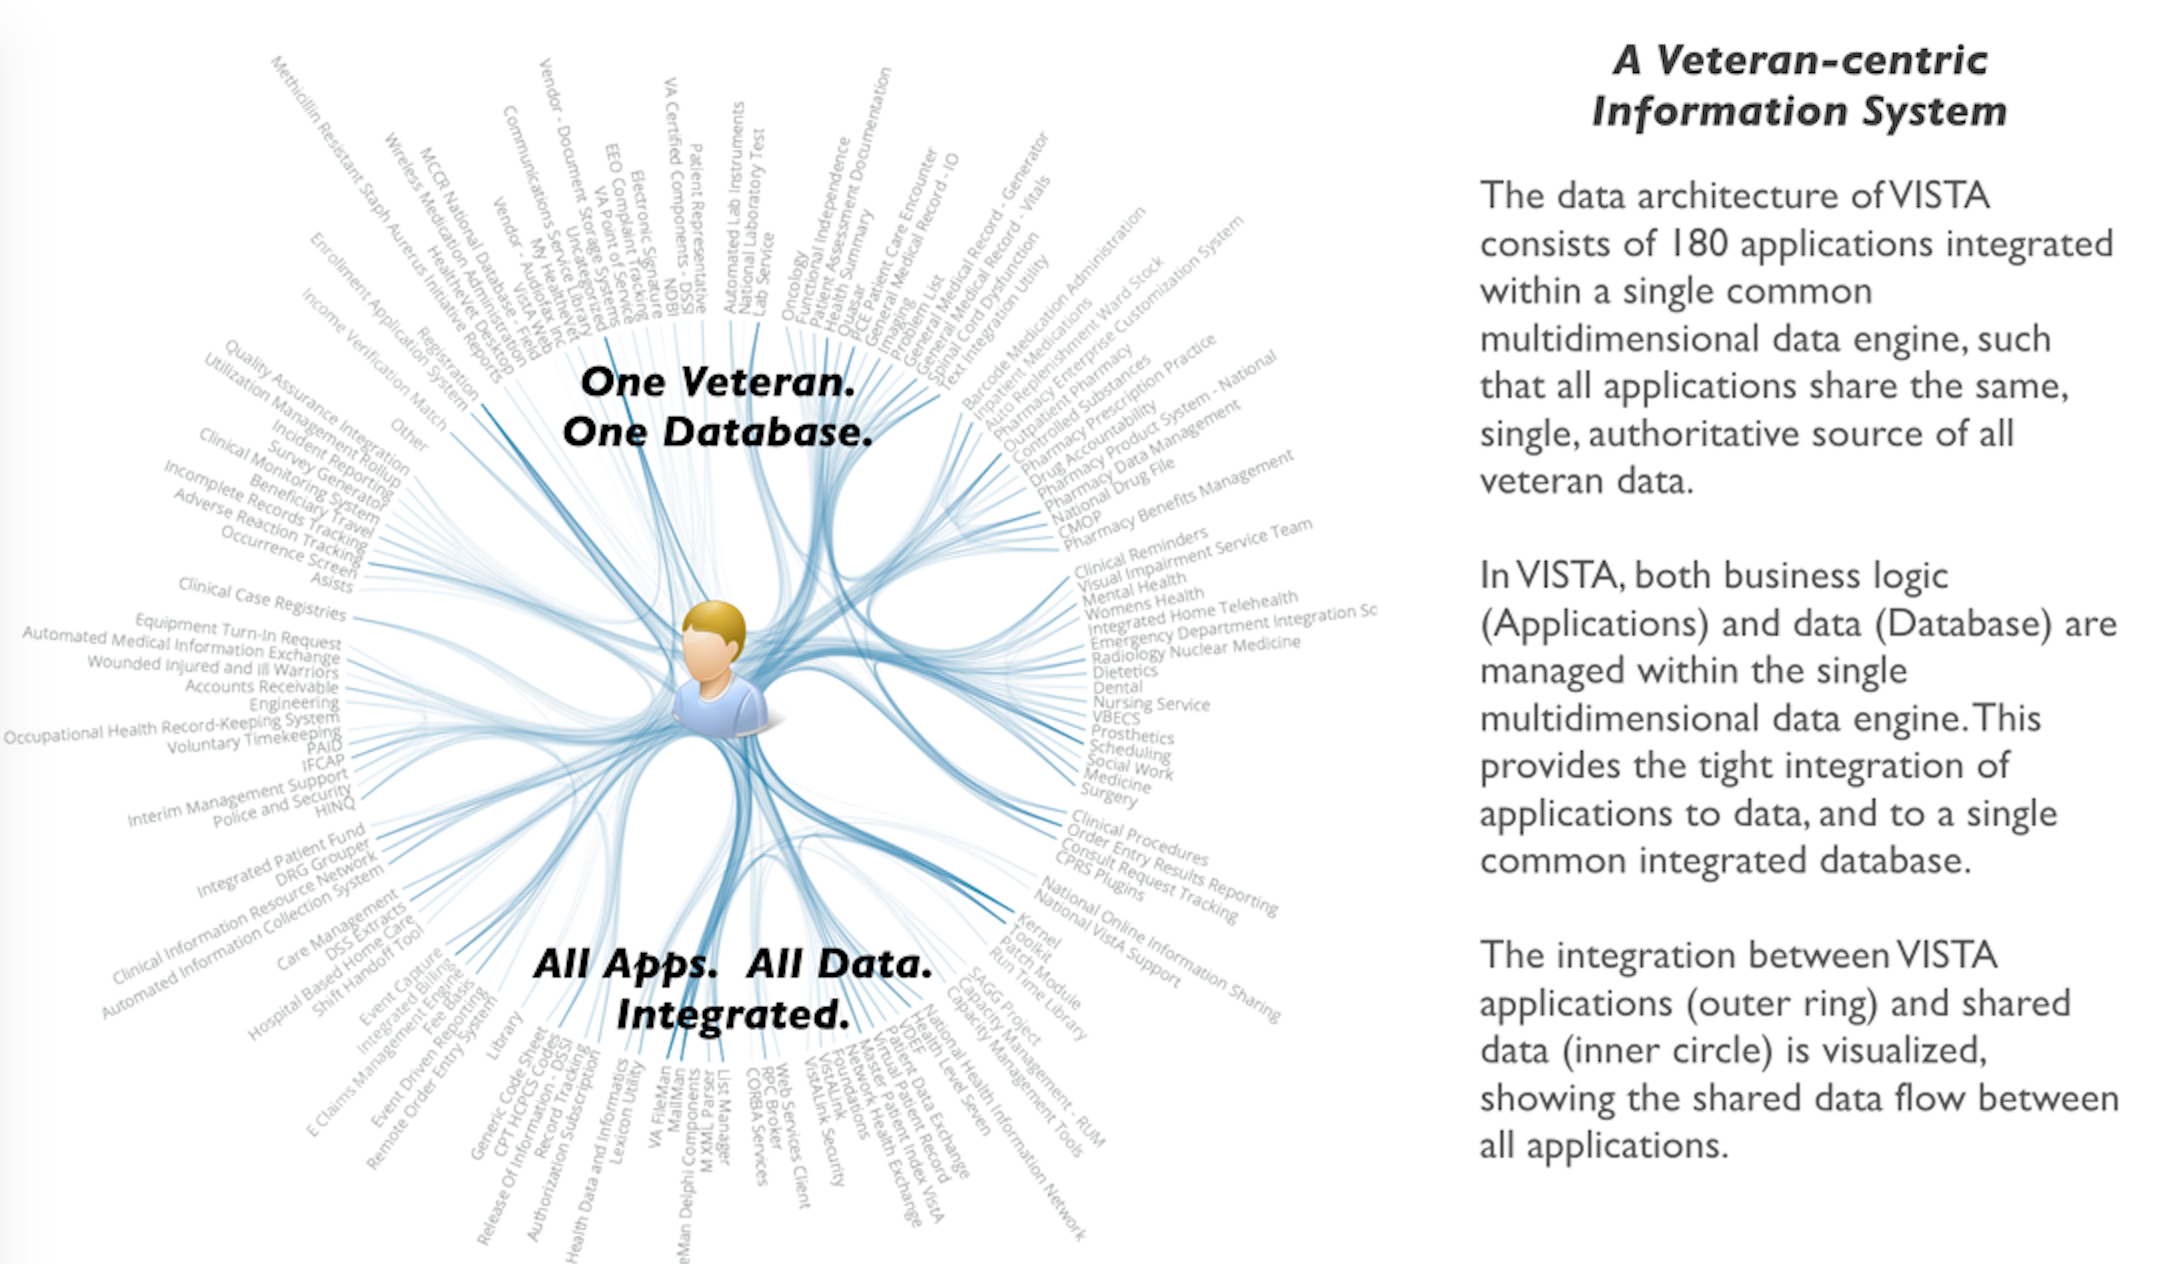 A Veteran-centric
Information System
The data architecture of VISTA
consists of 180 applications integrated
within a single common
multidimensional data engine, such
that all applications share the same,
single, authoritative source of all
veteran data.
In VISTA, both business logic
(Applications) and data (Database) are
managed within the single
multidimensional data engine. This
provides the tight integration of
applications to data, and to a single
common integrated database.
The integration between VISTA
applications (outer ring) and shared
data (inner circle) is visualized,
showing the shared data flow between
all applications.
One Veteran.
One Database.
All Apps. All Data.
Integrated.
Automated Lab Instruments
National Laboratory Test
Lab Service
Oncology
Functional Independence
Patient Assessment Documentation
Health Summary
Quasar
PCE Patient Care Encounter
General Medical Record - IO
Imaging
Problem List
General Medical Record - Generator
General Medical Record - Vitals
Spinal Cord Dysfunction
Text Integration Utility
Barcode Medication Administration
Inpatient Medications
Auto Replenishment Ward Stock
Pharmacy Enterprise Customization System
Outpatient Pharmacy
Controlled Substances
Pharmacy Prescription Practice
Drug Accountability
Pharmacy Product System - National
Pharmacy Data Management
National Drug File
CMOP
Pharmacy Benefits Management
Clinical Reminders
Visual Impairment Service Team
Mental Health
Womens Health
Integrated Home Telehealth
Emergency Department Integration So
Radiology Nuclear Medicine
Dietetics
Dental
Nursing Service
VBECS
Prosthetics
Scheduling
Social Work
Medicine
Surgery
Clinical Procedures
Order Entry Results Reporting
Consult Request Tracking
CPRS Plugins
National Online Information Sharing
National VistA Support
Kernel
Toolkit
Patch Module
Run Time Library
SAGG Project
Capacity Management - RUM
Capacity Management Tools
National Health Information Network
Health Level Seven
VDEF
Patient Data Exchange
Virtual Patient Record
Master Patient Index VistA
Network Health Exchange
Foundations
VistALink
VistALink Security
Web Services Client
RPC Broker
CORBA Services
List Manager
M XML Parser
eMan Delphi Components
MailMan
VA FileMan
Lexicon Utility
Health Data and Informatics
Authorization Subscription
Record Tracking
Release Of Information - DSSI
CPT HCPCS Codes
Generic Code Sheet
Library
Remote Order Entry System
Event Driven Reporting
Fee Basis
E Claims Management Engine
Integrated Billing
Event Capture
Shift Handoff Tool
Hospital Based Home Care
DSS Extracts
Care Management
Automated Information Collection System
Clinical Information Resource Network
DRG Grouper
Integrated Patient Fund
HINQ
Police and Security
Interim Management Support
IFCAP
PAID
Voluntary Timekeeping
Occupational Health Record-Keeping System
Engineering
Accounts Receivable
Wounded Injured and Ill Warriors
Automated Medical Information Exchange
Equipment Turn-In Request
Clinical Case Registries
Asists
Occurrence Screen
Adverse Reaction Tracking
Incomplete Records Tracking
Beneficiary Travel
Clinical Monitoring System
Survey Generator
Incident Reporting
Utilization Management Rollup
Quality Assurance Integration
Other
Income Verification Match
Enrollment Application System
Registration
Methicillin Resistant Staph Aurerus Initiative Reports
HealtheVet Desktop
Wireless Medication Administration
MCCR National Database - Field
VistA Web
Vendor - Audiofax Inc
My HealtheVet
Communications Service Library
Uncategorized
Vendor - Document Storage Systems
VA Point of Service
EEO Complaint Tracking
Electronic Signature
NDBI
VA Certified Components - DSSI
Patient Representative